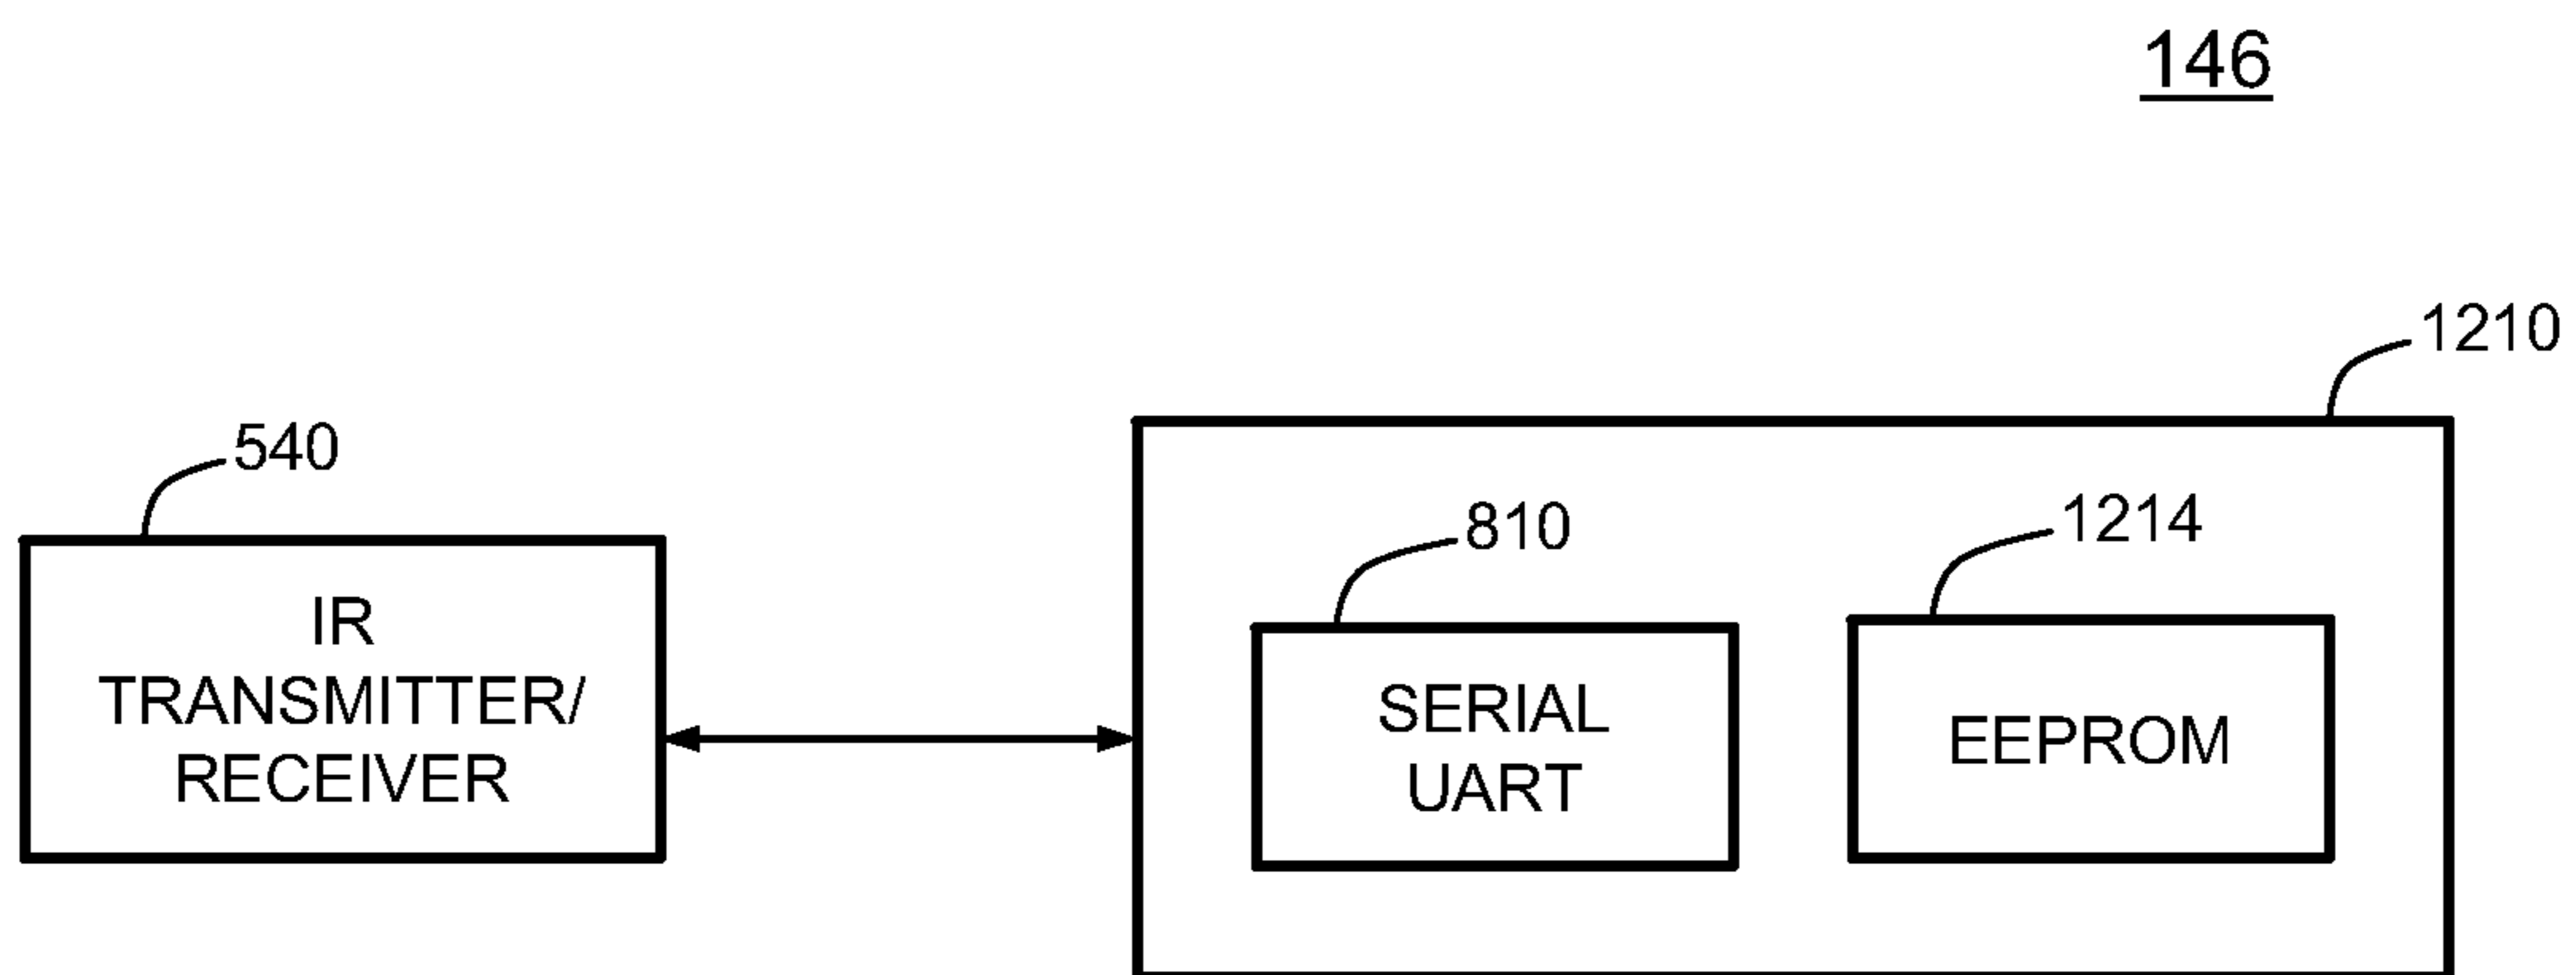 146
1210
540
810
1214
IR
TRANSMITTER/
RECEIVER
SERIAL
UART
EEPROM